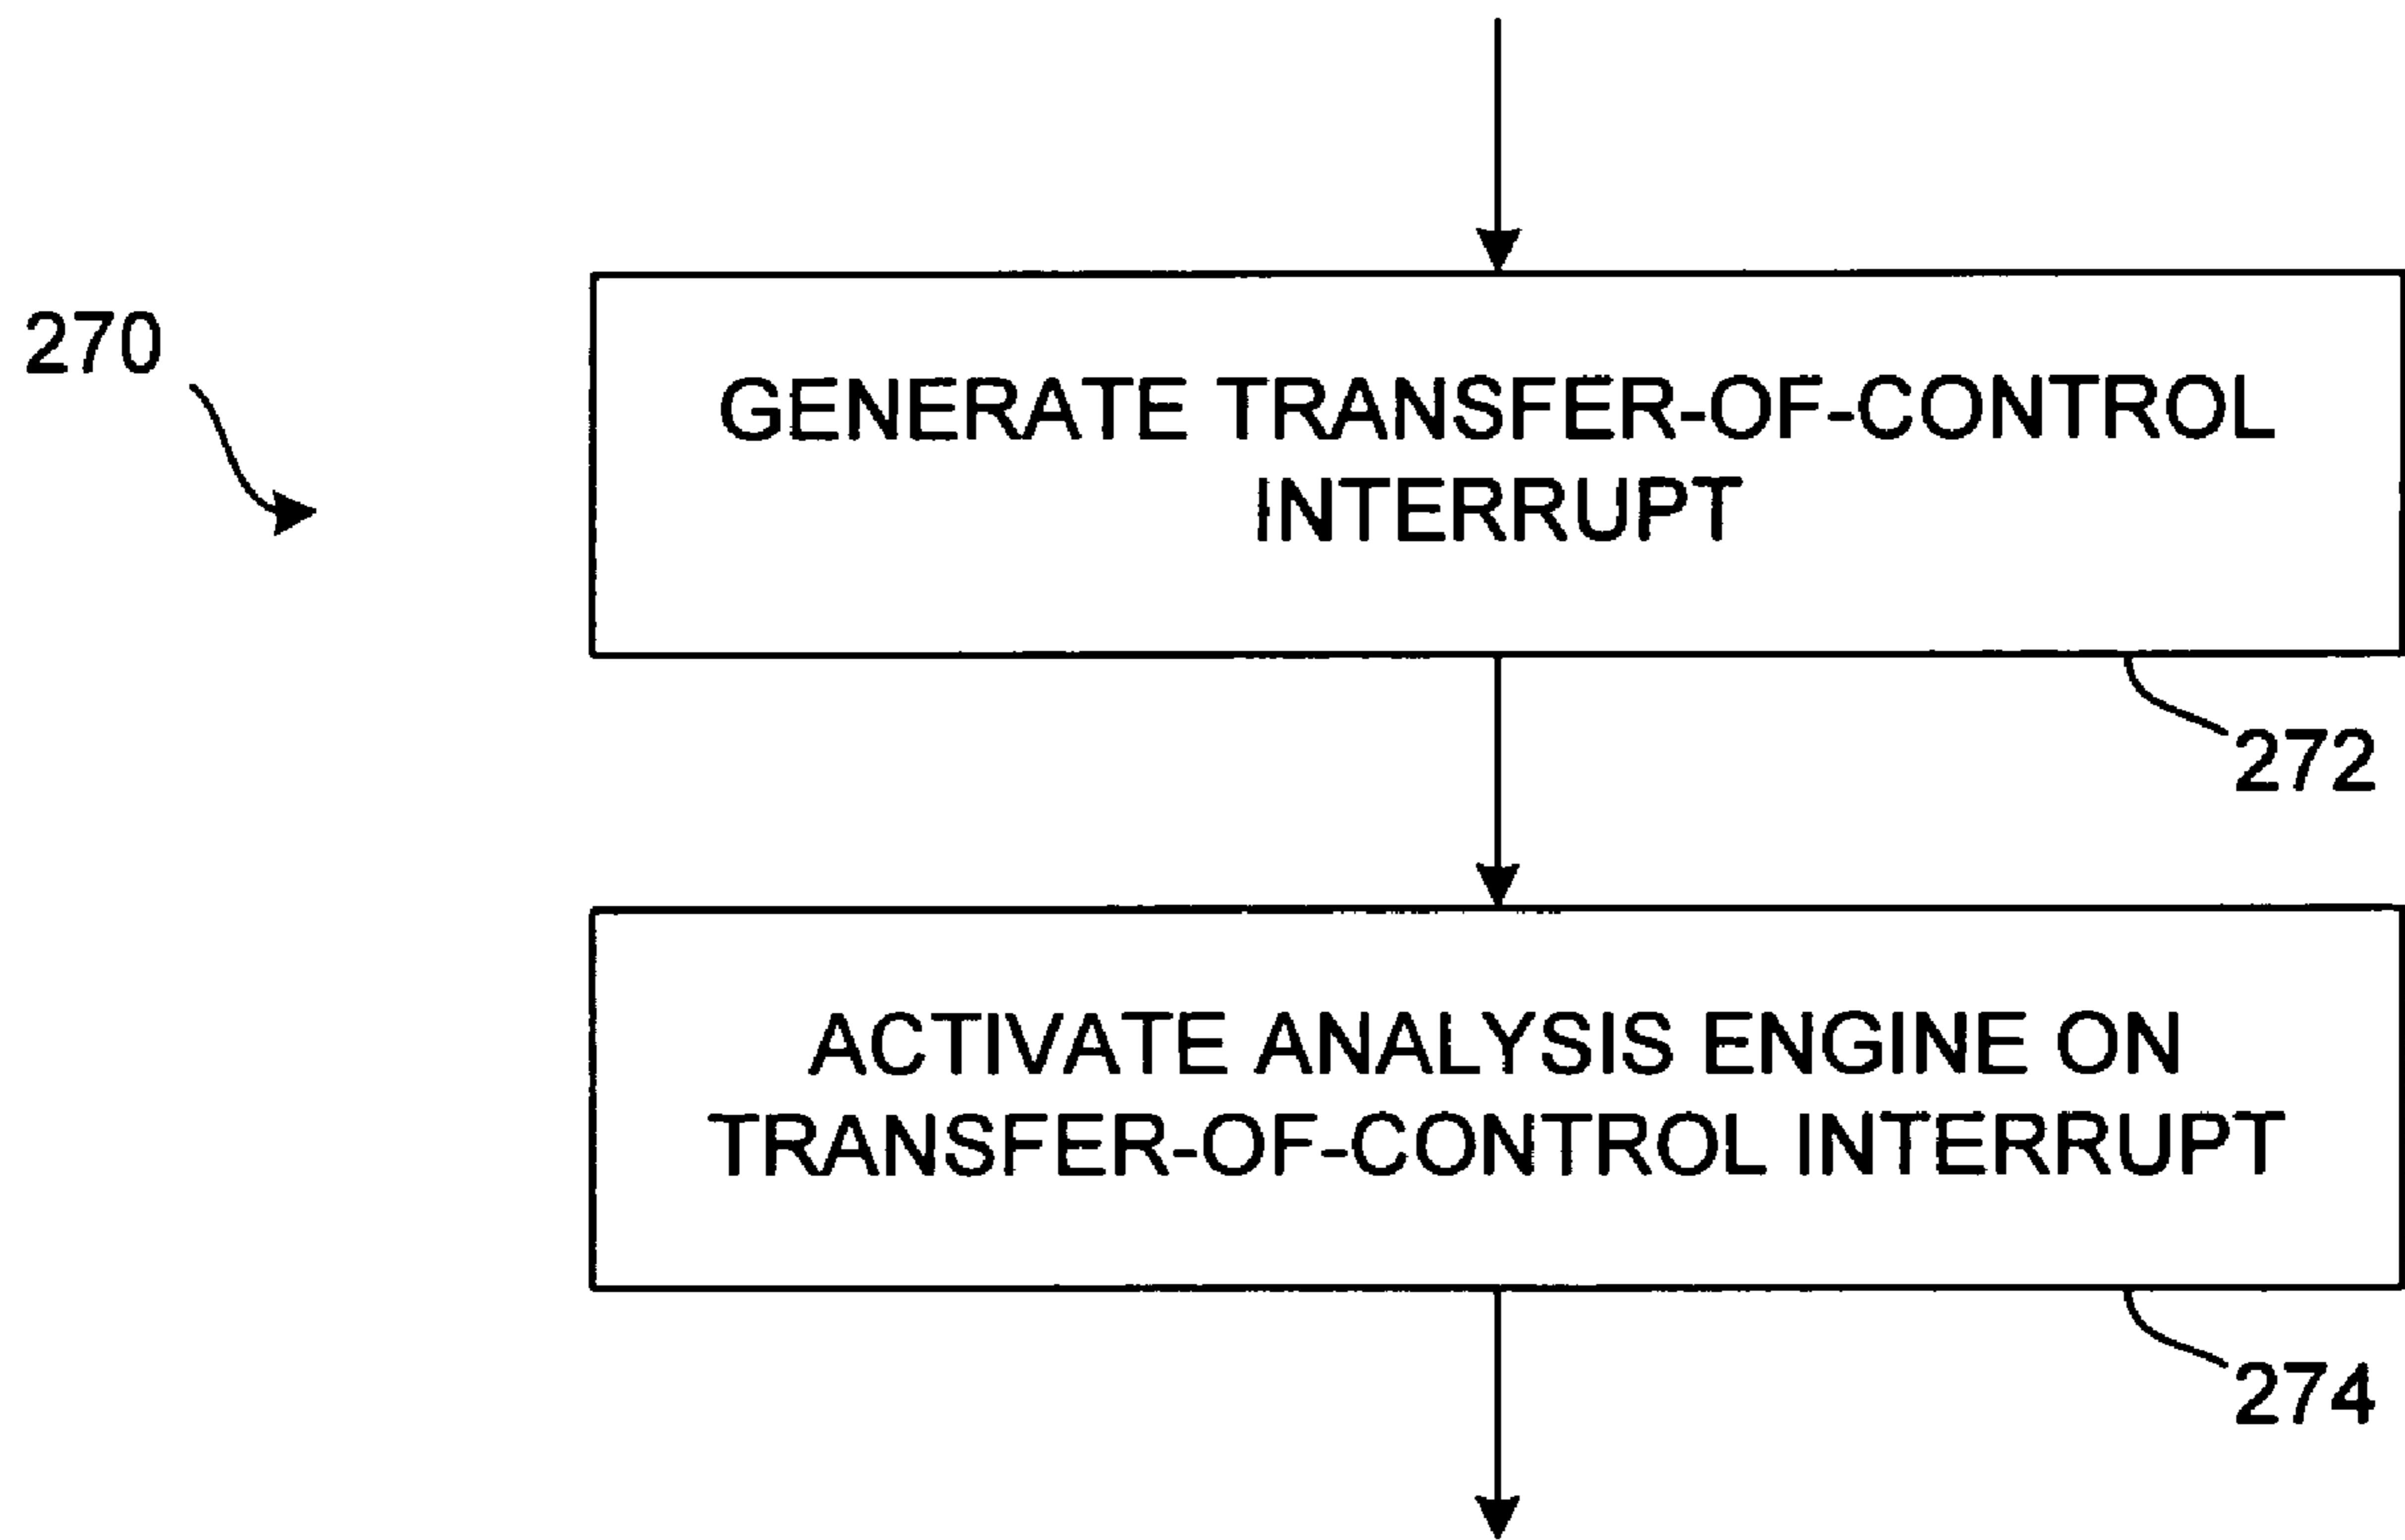 270
GENERATE TRANSFER-OF-CONTROL
INTERRUPT
272
ACTIVATE ANALYSIS ENGINE ON
TRANSFER-OF-CONTROL INTERRUPT
274